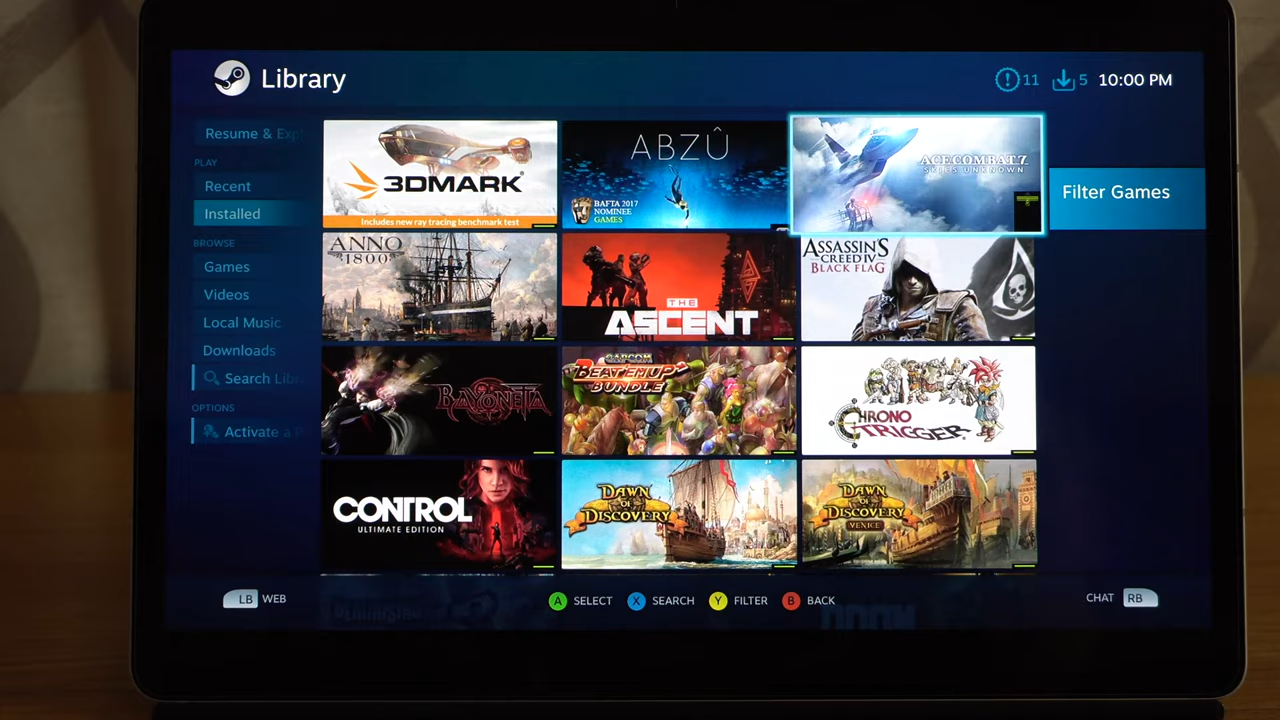 Library
11
5
10:00 PM
Resume & Exp
PLAY
Recent
Installed
BROWSE
Games
Videos
Local Music
Downloads
Search Libr
OPTIONS
Activate a P
3DMARK
Includes new ray tracing benchmark test
ABZÛ
BAFTA 2017
NOMINEE
GAMES
ACE COMBAT 7
SKIES UNKNOWN
Filter Games
ANNO
1800
THE
ASCENT
ASSASSIN'S
CREED IV
BLACK FLAG
BAYONETTA
CAPCOM
BEAT 'EM UP
BUNDLE
CHRONO
TRIGGER
CONTROL
ULTIMATE EDITION
DAWN
OF
DISCOVERY
DAWN
OF
DISCOVERY
VENICE
LB WEB
A SELECT X SEARCH Y FILTER B BACK
CHAT RB